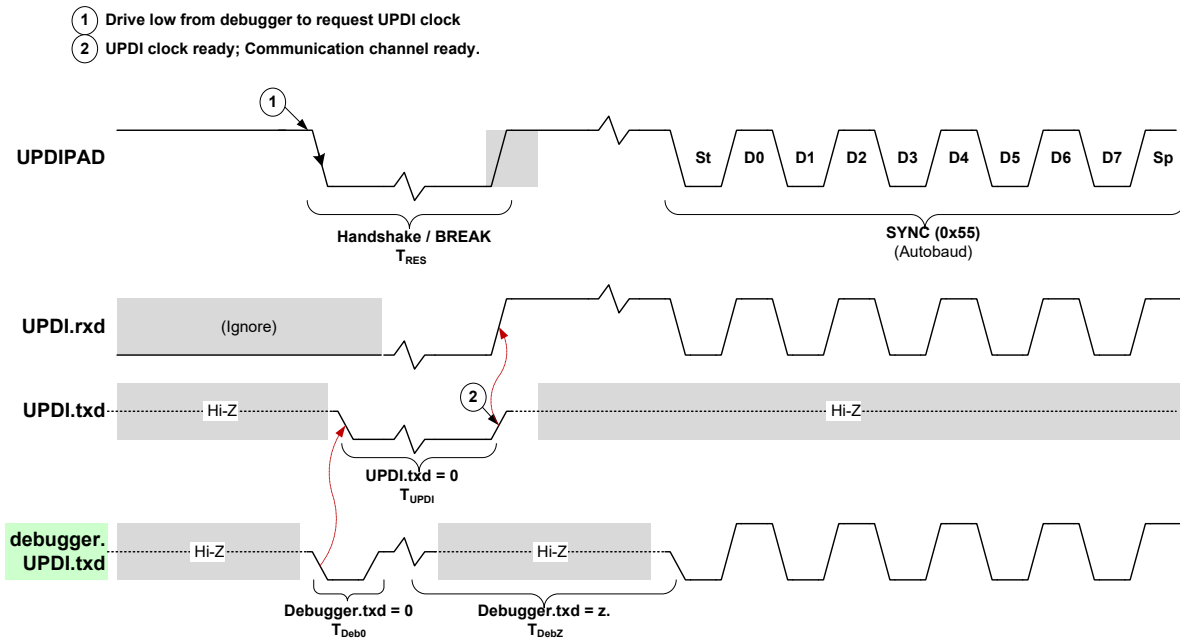 1 Drive low from debugger to request UPDI clock
2 UPDI clock ready; Communication channel ready.
1
UPDIPAD
St D0 D1 D2 D3 D4 D5 D6 D7 Sp
Handshake / BREAK
TRES
SYNC (0x55)
(Autobaud)
UPDI.rxd
(Ignore)
2
UPDI.txd
Hi-Z
Hi-Z
UPDI.txd = 0
TUPDI
debugger.
UPDI.txd
Hi-Z
Hi-Z
Debugger.txd = 0
TDeb0
Debugger.txd = z.
TDebZ